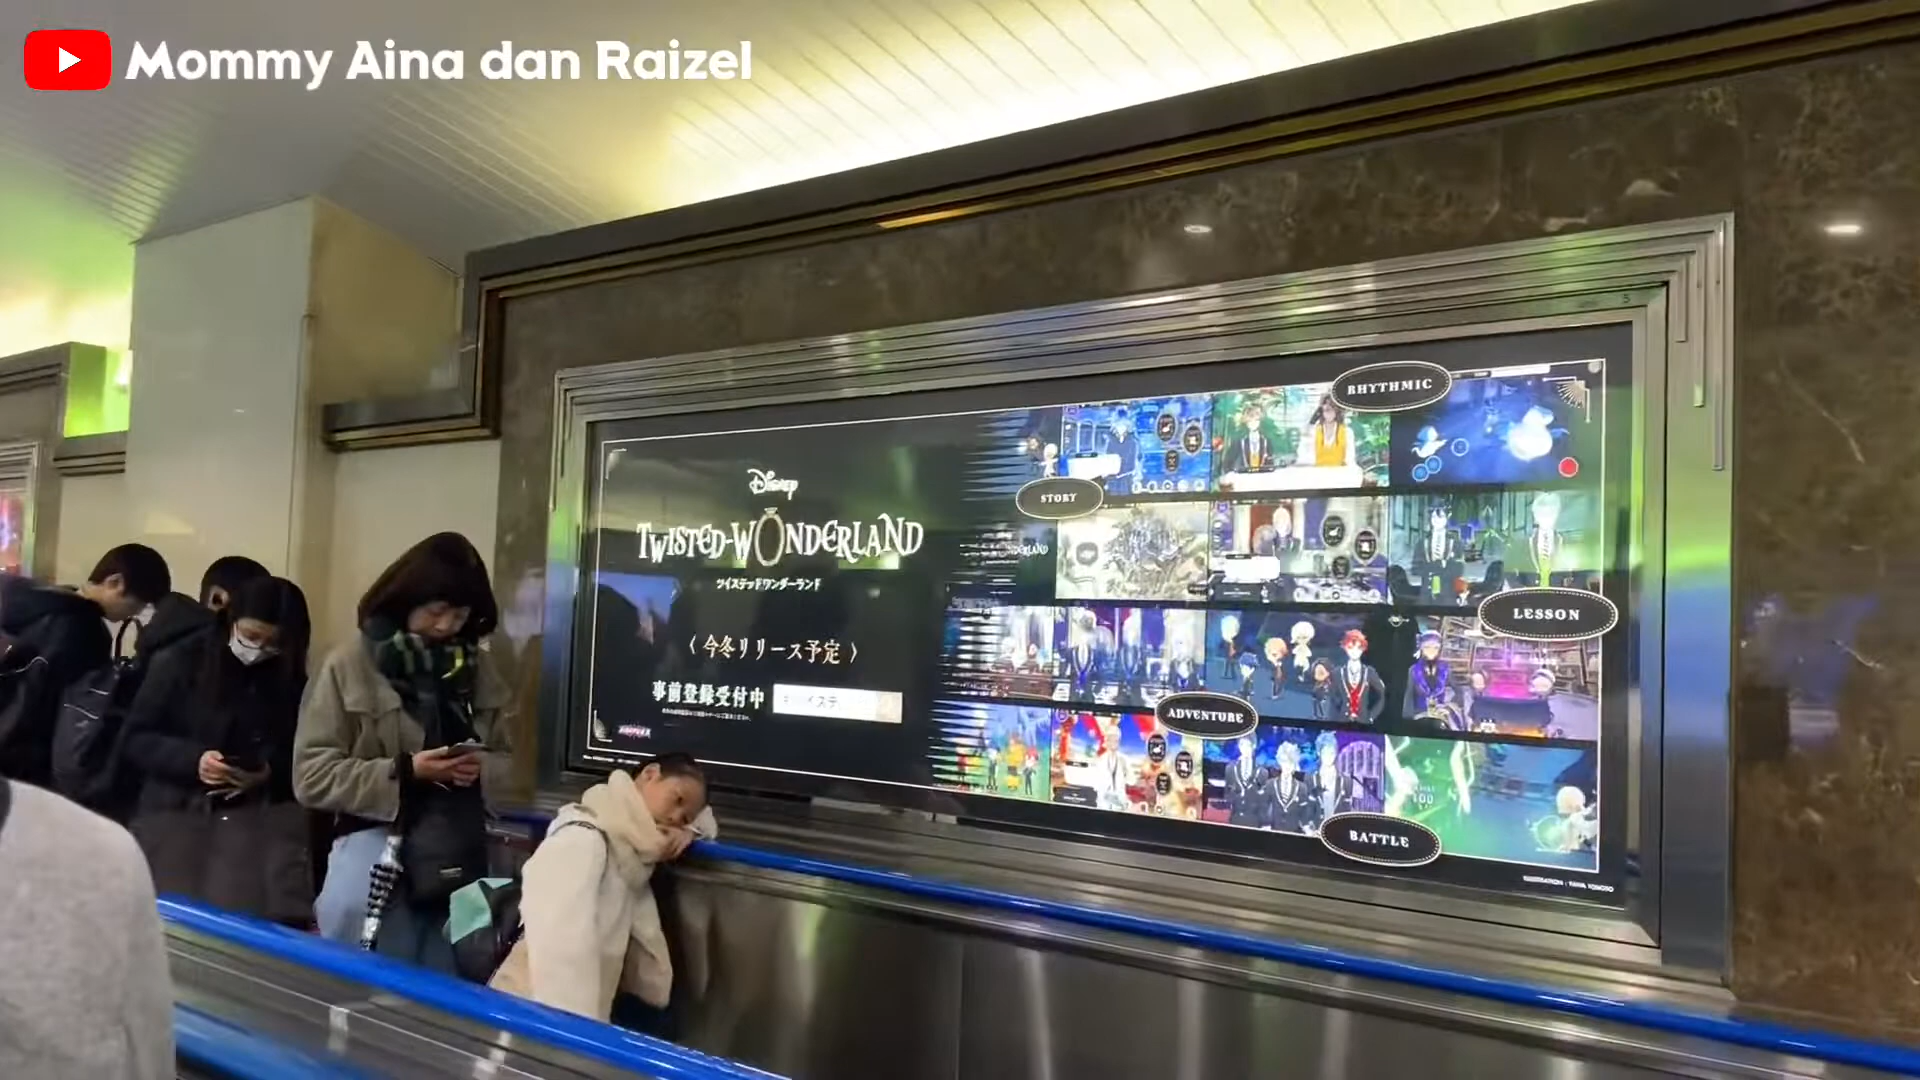 Mommy Aina dan Raizel
Disney
TWISTED-WONDERLAND
ツイステッドワンダーランド
〈 今冬リリース予定 〉
事前登録受付中
RHYTHMIC
STORY
LESSON
ADVENTURE
BATTLE